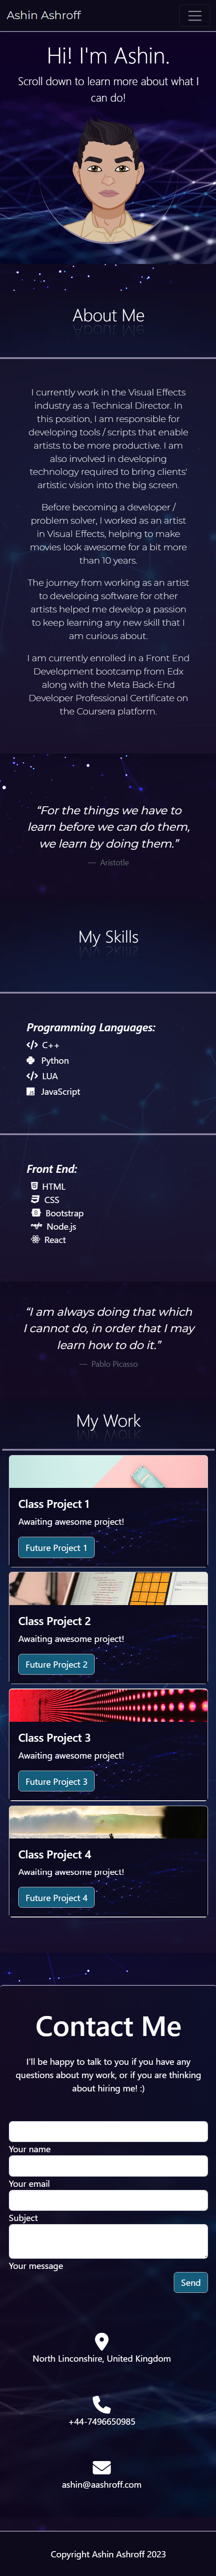 Ashin Ashroff
Hi! I'm Ashin.
Scroll down to learn more about what I
can do!
About Me
I currently work in the Visual Effects
industry as a Technical Director. In
this position, I am responsible for
developing tools / scripts that enable
artists to be more productive. I am
also involved in developing
technology required to bring clients'
artistic vision into the big screen.
Before becoming a developer /
problem solver, I worked as an artist
in Visual Effects, helping to make
movies look awesome for a bit more
than 10 years.
The journey from working as an artist
to developing software for other
artists helped me develop a passion
to keep learning any new skill that I
am curious about.
I am currently enrolled in a Front End
Development bootcamp from Edx
along with the Meta Back-End
Developer Professional Certificate on
the Coursera platform.
“For the things we have to
learn before we can do them,
we learn by doing them.”
— Aristotle
My Skills
Programming Languages:
C++
Python
LUA
JavaScript
Front End:
HTML
CSS
Bootstrap
Node.js
React
“I am always doing that which
I cannot do, in order that I may
learn how to do it.”
— Pablo Picasso
My Work
Class Project 1
Awaiting awesome project!
Future Project 1
Class Project 2
Awaiting awesome project!
Future Project 2
Class Project 3
Awaiting awesome project!
Future Project 3
Class Project 4
Awaiting awesome project!
Future Project 4
Contact Me
I'll be happy to talk to you if you have any
questions about my work, or if you are thinking
about hiring me! :)
Your name
Your email
Subject
Your message
Send
North Linconshire, United Kingdom
+44-7496650985
ashin@aashroff.com
Copyright Ashin Ashroff 2023